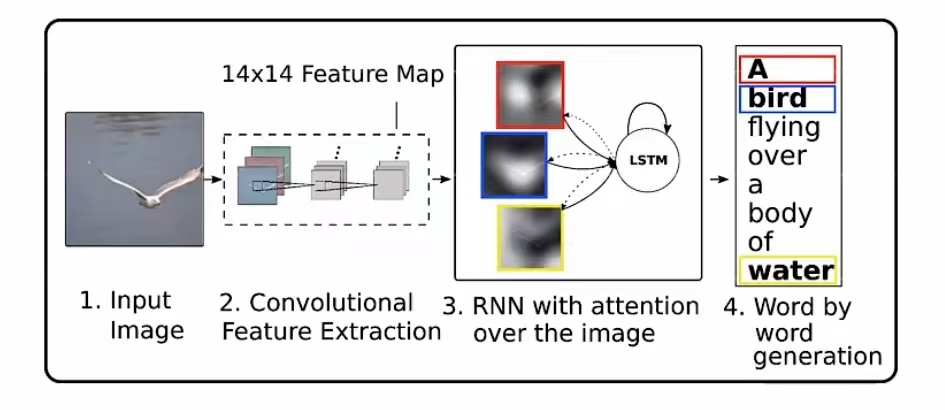 14x14 Feature Map
LSTM
A
bird
flying
over
a
body
of
water
1. Input
Image
2. Convolutional
Feature Extraction
3. RNN with attention
over the image
4. Word by
word
generation